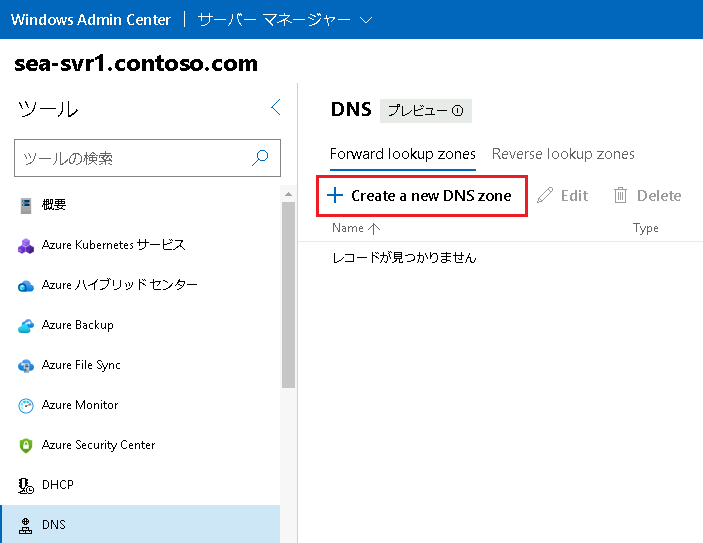 Windows Admin Center | サーバー マネージャー
sea-svr1.contoso.com
ツール
ツールの検索
概要
Azure Kubernetes サービス
Azure ハイブリッド センター
Azure Backup
Azure File Sync
Azure Monitor
Azure Security Center
DHCP
DNS
DNS プレビュー
Forward lookup zones Reverse lookup zones
Create a new DNS zone Edit Delete
Name Type
レコードが見つかりません